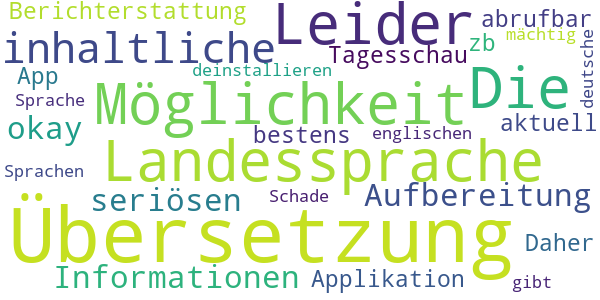 Berichterstattung
Leider
abrufbar
inhaltliche
Tagesschau
zb
mächtig
App
deinstallieren
deutsche
Sprache
Möglichkeit
Die
okay
bestens
englischen
aktuell
Sprachen
Landessprache
seriösen
Schade
Aufbereitung
Übersetzung
Daher
Informationen
Applikation
gibt